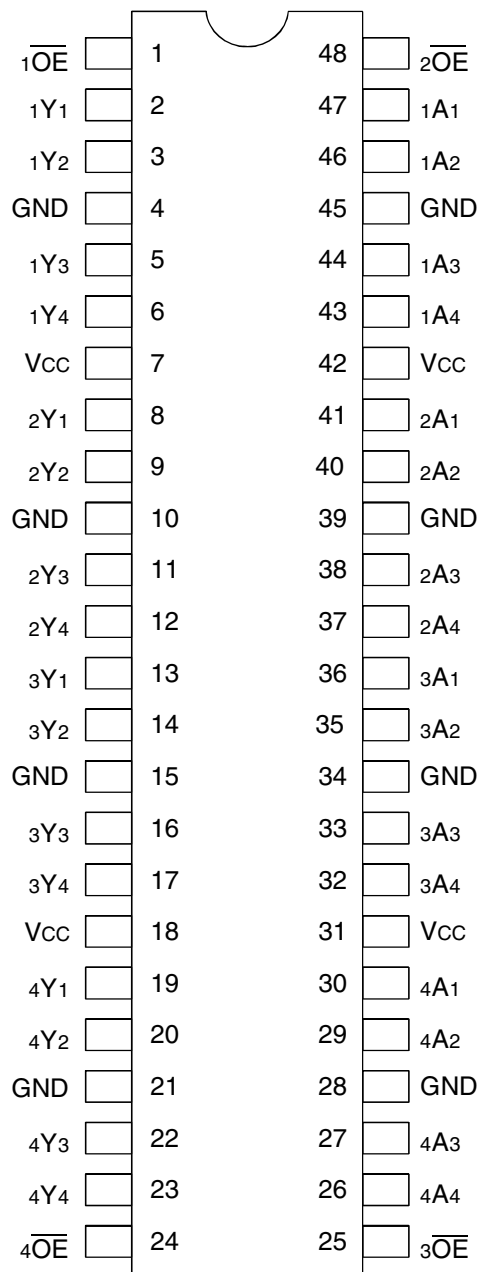 1O̅E̅ 1 48 2O̅E̅
1Y1 2 47 1A1
1Y2 3 46 1A2
GND 4 45 GND
1Y3 5 44 1A3
1Y4 6 43 1A4
VCC 7 42 VCC
2Y1 8 41 2A1
2Y2 9 40 2A2
GND 10 39 GND
2Y3 11 38 2A3
2Y4 12 37 2A4
3Y1 13 36 3A1
3Y2 14 35 3A2
GND 15 34 GND
3Y3 16 33 3A3
3Y4 17 32 3A4
VCC 18 31 VCC
4Y1 19 30 4A1
4Y2 20 29 4A2
GND 21 28 GND
4Y3 22 27 4A3
4Y4 23 26 4A4
4O̅E̅ 24 25 3O̅E̅